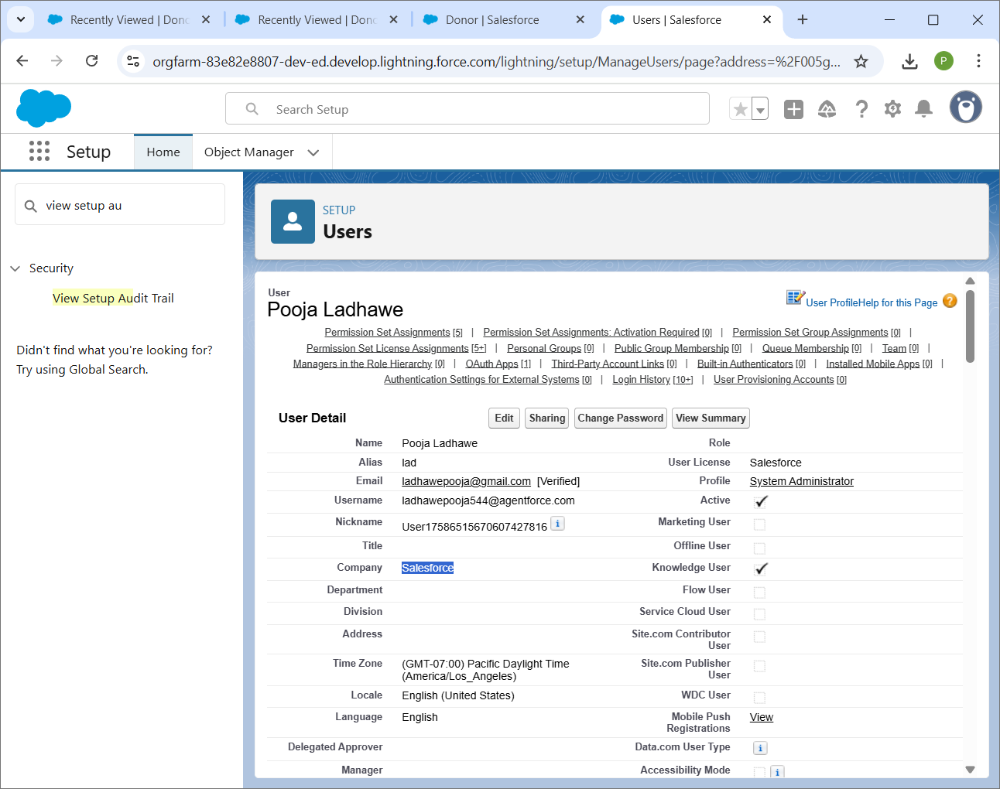 Recently Viewed | Dono
Recently Viewed | Dono
Donor | Salesforce
Users | Salesforce
orgfarm-83e82e8807-dev-ed.develop.lightning.force.com/lightning/setup/ManageUsers/page?address=%2F005g...
P
Search Setup
Setup
Home
Object Manager
view setup au
Security
View Setup Audit Trail
Didn't find what you're looking for?
Try using Global Search.
SETUP
Users
User
Pooja Ladhawe
User Profile Help for this Page ?
Permission Set Assignments [5] | Permission Set Assignments: Activation Required [0] | Permission Set Group Assignments [0] |
Permission Set License Assignments [5+] | Personal Groups [0] | Public Group Membership [0] | Queue Membership [0] | Team [0] |
Managers in the Role Hierarchy [0] | OAuth Apps [1] | Third-Party Account Links [0] | Built-in Authenticators [0] | Installed Mobile Apps [0] |
Authentication Settings for External Systems [0] | Login History [10+] | User Provisioning Accounts [0]
User Detail
Edit Sharing Change Password View Summary
Name Pooja Ladhawe Role
Alias lad User License Salesforce
Email ladhawepooja@gmail.com [Verified] Profile System Administrator
Username ladhawepooja544@agentforce.com Active
Nickname User17586515670607427816 i Marketing User
Title Offline User
Company Salesforce Knowledge User
Department Flow User
Division Service Cloud User
Address Site.com Contributor
User
Time Zone (GMT-07:00) Pacific Daylight Time Site.com Publisher
(America/Los_Angeles) User
Locale English (United States) WDC User
Language English Mobile Push View
Registrations
Delegated Approver Data.com User Type i
Manager Accessibility Mode i